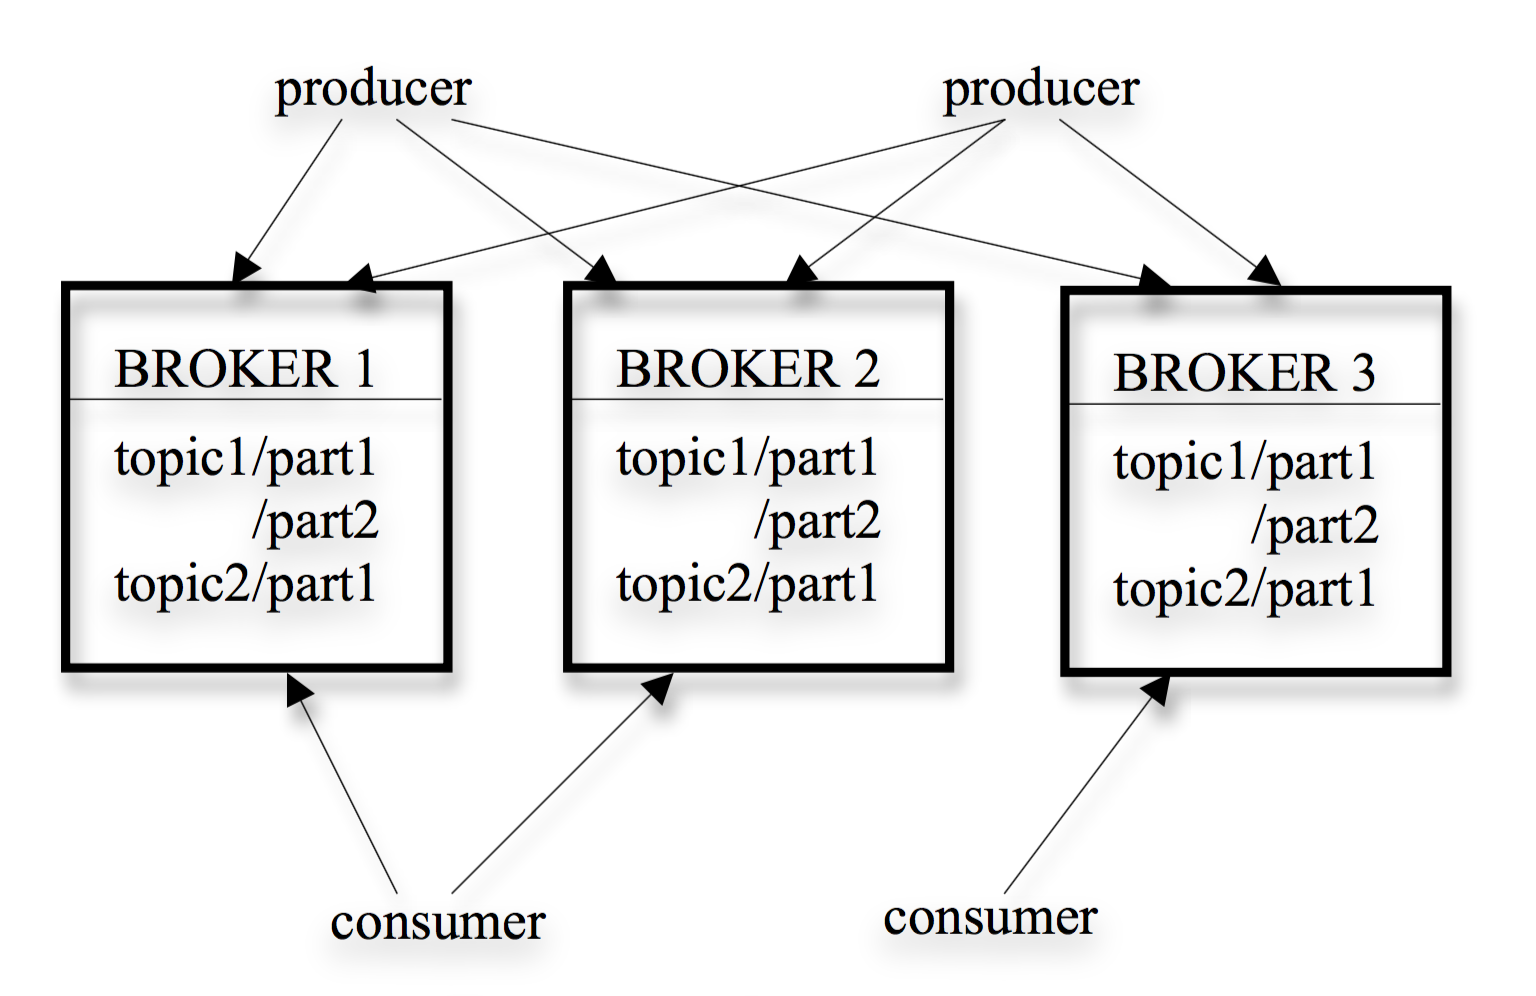 producer
producer
BROKER 1
topic1/part1
/part2
topic2/part1
BROKER 2
topic1/part1
/part2
topic2/part1
BROKER 3
topic1/part1
/part2
topic2/part1
consumer
consumer